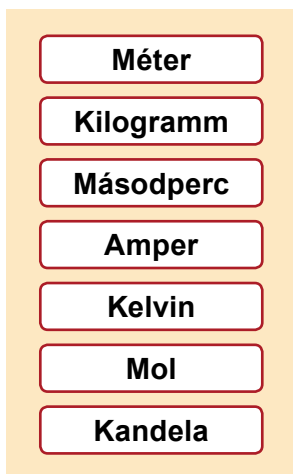 Méter
Kilogramm
Másodperc
Amper
Kelvin
Mol
Kandela